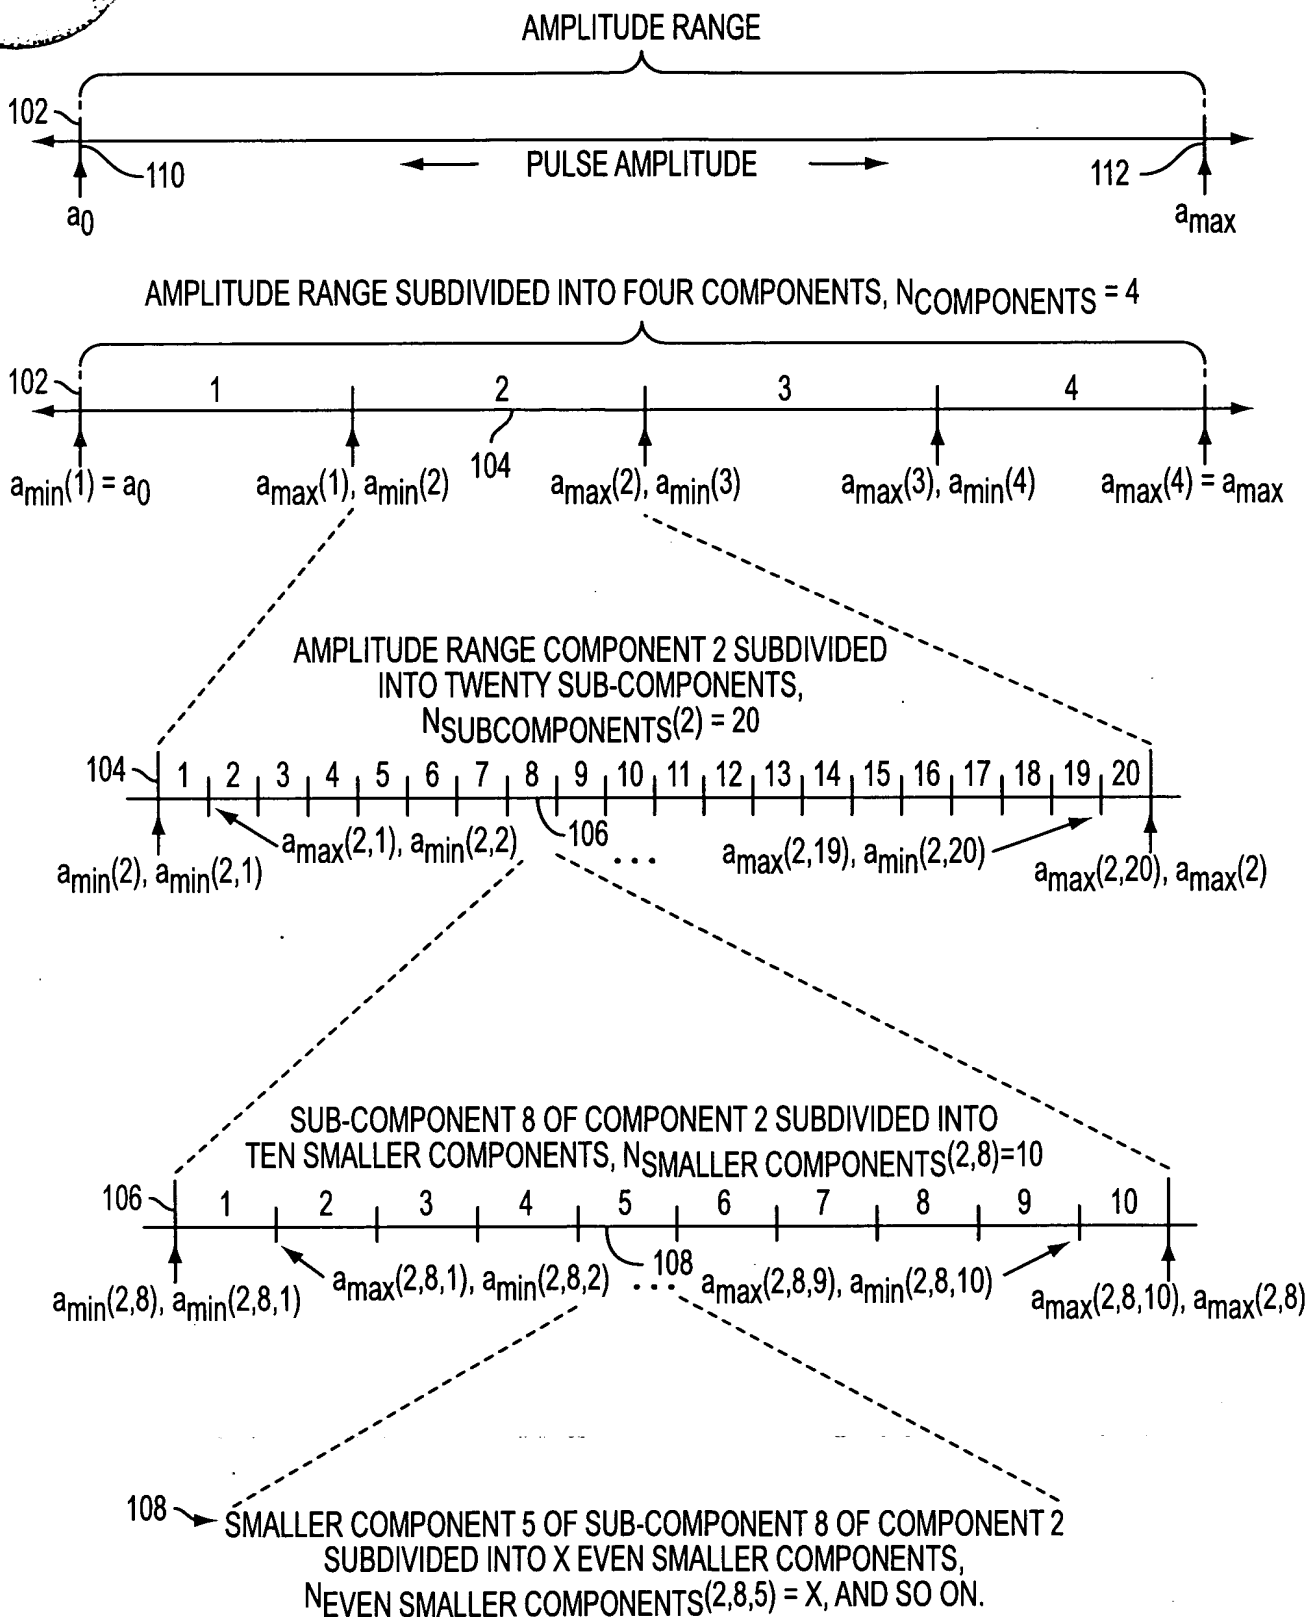 AMPLITUDE RANGE
102
110
PULSE AMPLITUDE
112
a0
amax
AMPLITUDE RANGE SUBDIVIDED INTO FOUR COMPONENTS, NCOMPONENTS = 4
102
1 2 3 4
104
amin(1) = a0 amax(1), amin(2) amax(2), amin(3) amax(3), amin(4) amax(4) = amax
AMPLITUDE RANGE COMPONENT 2 SUBDIVIDED
INTO TWENTY SUB-COMPONENTS,
NSUBCOMPONENTS(2) = 20
104
1 2 3 4 5 6 7 8 9 10 11 12 13 14 15 16 17 18 19 20
amax(2,1), amin(2,2) 106 ... amax(2,19), amin(2,20)
amin(2), amin(2,1) amax(2,20), amax(2)
SUB-COMPONENT 8 OF COMPONENT 2 SUBDIVIDED INTO
TEN SMALLER COMPONENTS, NSMALLER COMPONENTS(2,8)=10
106
1 2 3 4 5 6 7 8 9 10
108
amax(2,8,1), amin(2,8,2) ... amax(2,8,9), amin(2,8,10)
amin(2,8), amin(2,8,1) amax(2,8,10), amax(2,8)
108
SMALLER COMPONENT 5 OF SUB-COMPONENT 8 OF COMPONENT 2
SUBDIVIDED INTO X EVEN SMALLER COMPONENTS,
NEVEN SMALLER COMPONENTS(2,8,5) = X, AND SO ON.